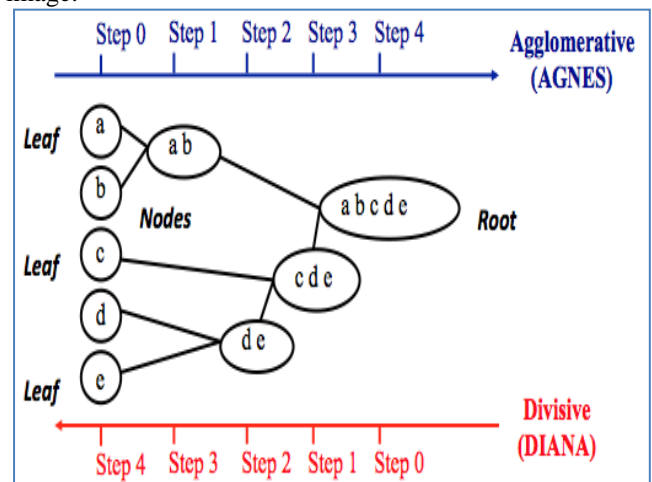 image:
Step 0 Step 1 Step 2 Step 3 Step 4
Agglomerative
(AGNES)
Leaf
a
a b
b
Nodes
a b c d e
Root
Leaf
c
c d e
d
d e
Leaf
e
Divisive
(DIANA)
Step 4 Step 3 Step 2 Step 1 Step 0